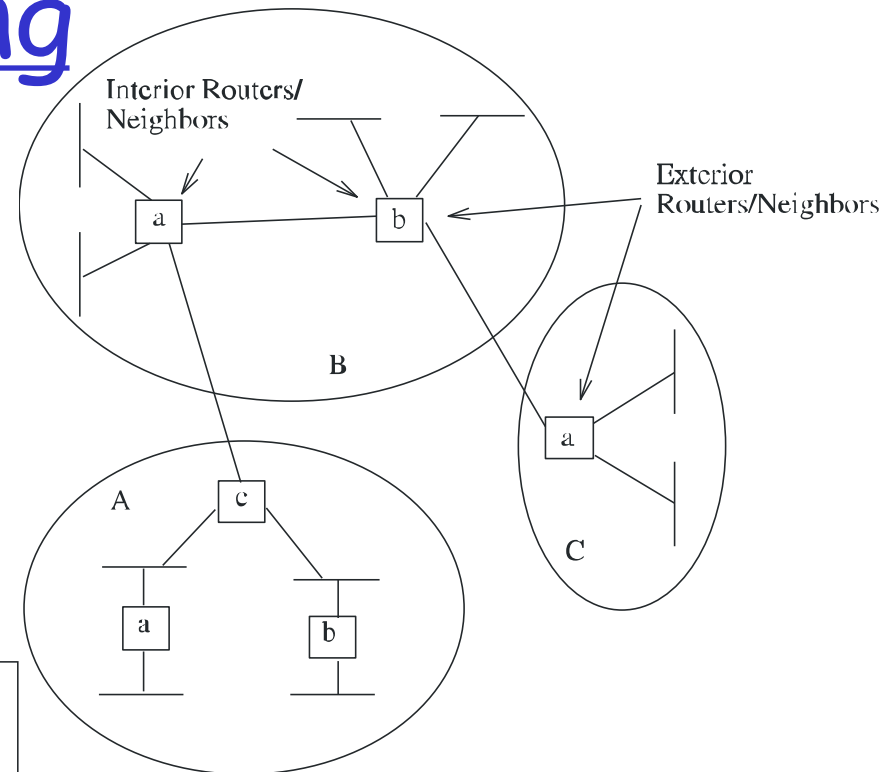 Interior Routers/
Neighbors
Exterior
Routers/Neighbors
a
b
B
a
A
c
C
a
b